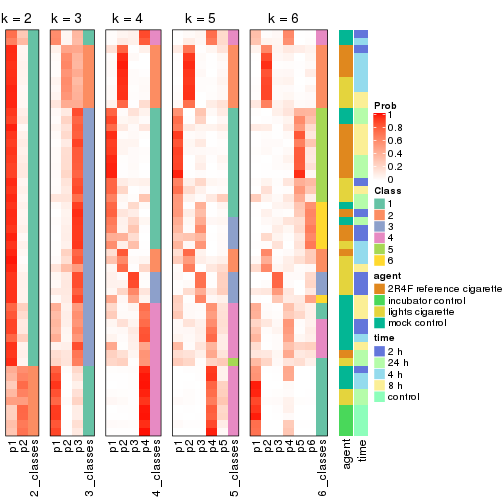 k = 2 k = 3 k = 4 k = 5 k = 6
Prob
1
0.8
0.6
0.4
0.2
0
Class
1
2
3
4
5
6
agent
2R4F reference cigarette
incubator control
lights cigarette
mock control
time
2 h
24 h
4 h
8 h
control
p1 p2 2_classes p1 p2 p3 3_classes p1 p2 p3 p4 4_classes p1 p2 p3 p4 p5 5_classes p1 p2 p3 p4 p5 p6 6_classes agent time